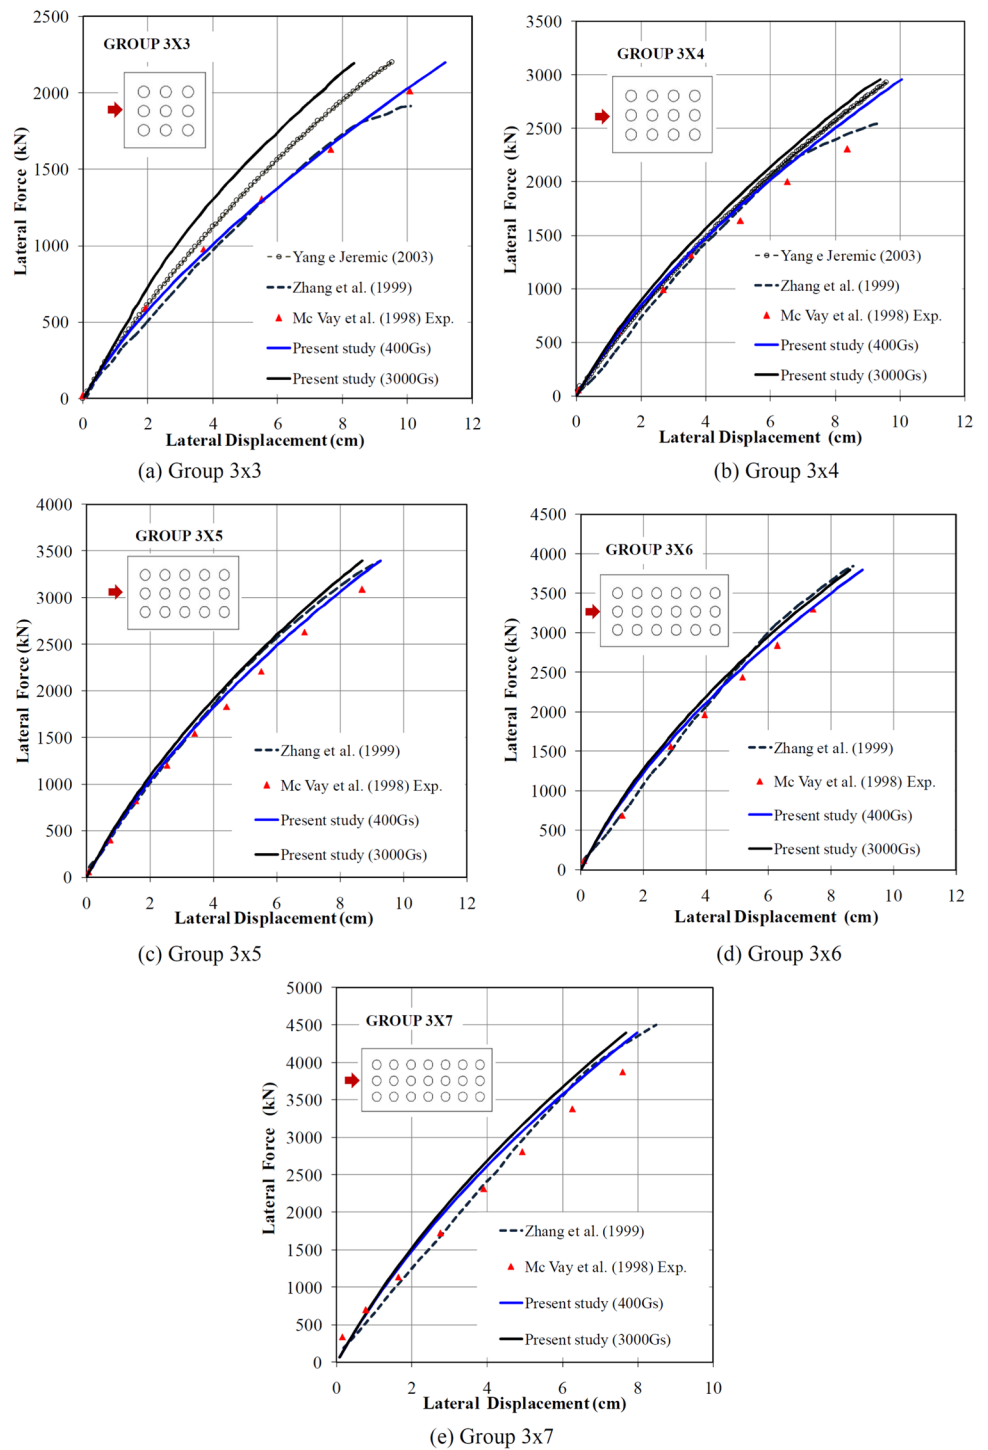 GROUP 3X3
Lateral Force (kN)
2500
2000
1500
1000
500
0
Yang e Jeremic (2003)
Zhang et al. (1999)
Mc Vay et al. (1998) Exp.
Present study (400Gs)
Present study (3000Gs)
0 2 4 6 8 10 12
Lateral Displacement (cm)
(a) Group 3x3
GROUP 3X4
Lateral Force (kN)
3500
3000
2500
2000
1500
1000
500
0
Yang e Jeremic (2003)
Zhang et al. (1999)
Mc Vay et al. (1998) Exp.
Present study (400Gs)
Present study (3000Gs)
0 2 4 6 8 10 12
Lateral Displacement (cm)
(b) Group 3x4
GROUP 3X5
Lateral Force (kN)
4000
3500
3000
2500
2000
1500
1000
500
0
Zhang et al. (1999)
Mc Vay et al. (1998) Exp.
Present study (400Gs)
Present study (3000Gs)
0 2 4 6 8 10 12
Lateral Displacement (cm)
(c) Group 3x5
GROUP 3X6
Lateral Force (kN)
4500
4000
3500
3000
2500
2000
1500
1000
500
0
Zhang et al. (1999)
Mc Vay et al. (1998) Exp.
Present study (400Gs)
Present study (3000Gs)
0 2 4 6 8 10 12
Lateral Displacement (cm)
(d) Group 3x6
GROUP 3X7
Lateral Force (kN)
5000
4500
4000
3500
3000
2500
2000
1500
1000
500
0
Zhang et al. (1999)
Mc Vay et al. (1998) Exp.
Present study (400Gs)
Present study (3000Gs)
0 2 4 6 8 10
Lateral Displacement (cm)
(e) Group 3x7